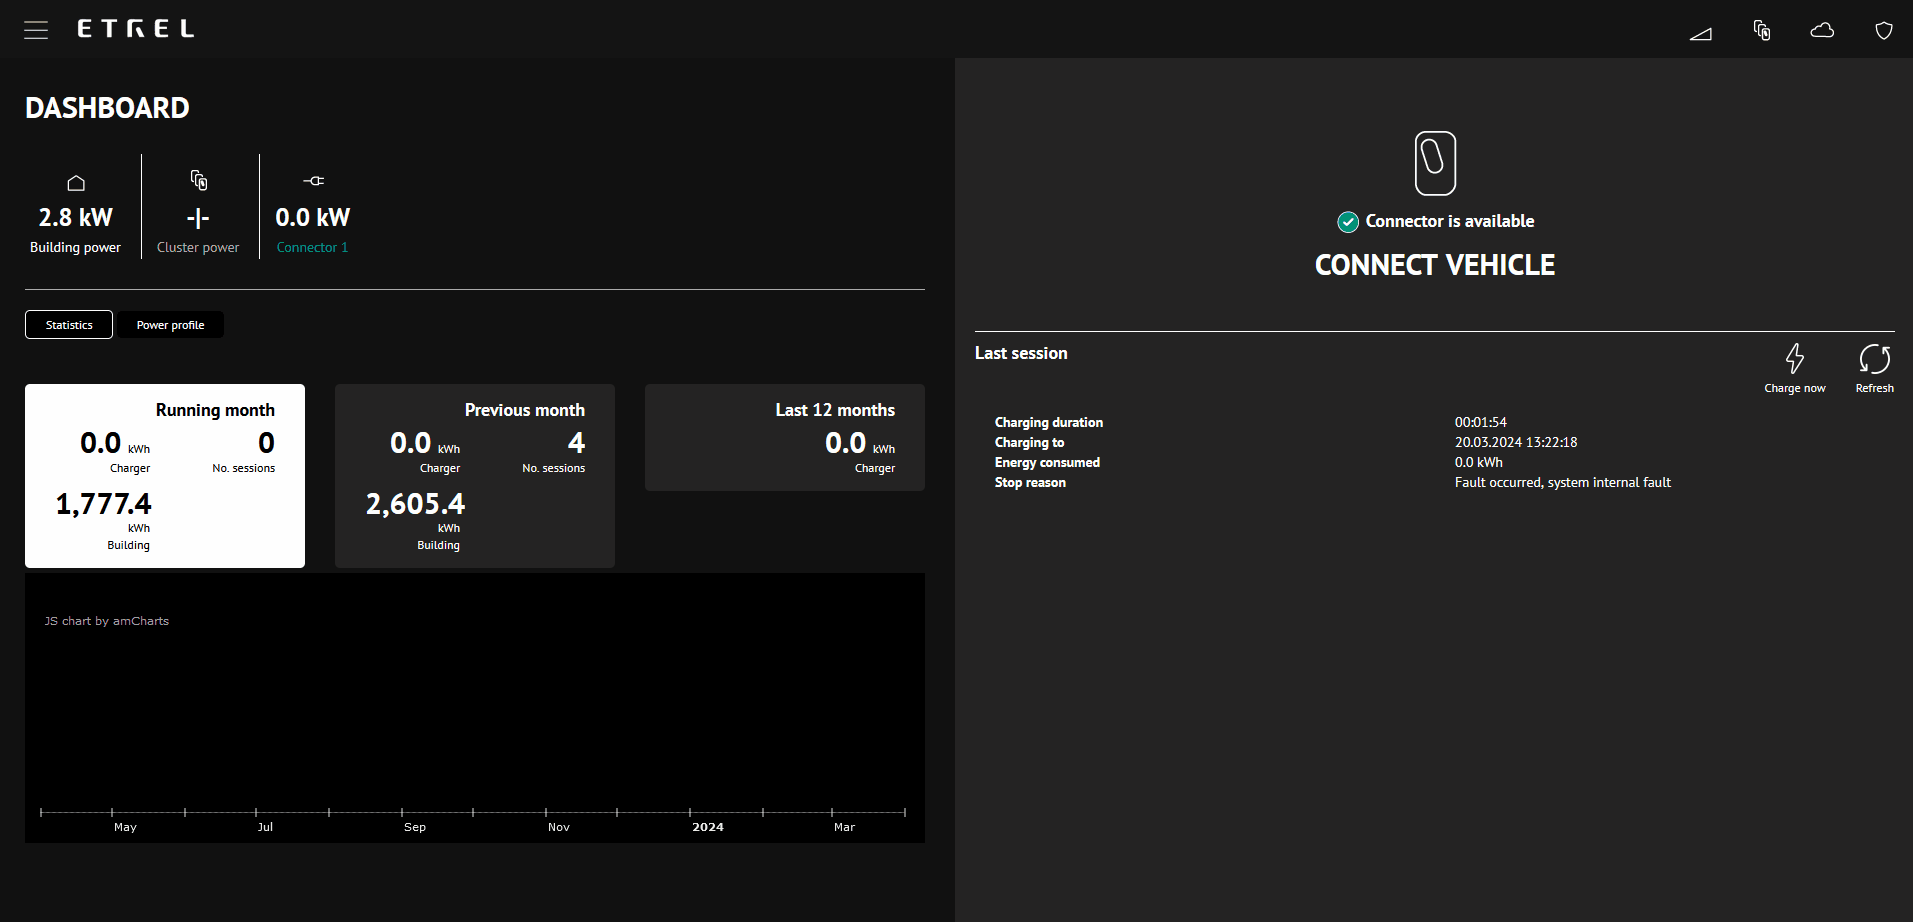 ETREL
DASHBOARD
2.8 kW
Building power
-|-
Cluster power
0.0 kW
Connector 1
Statistics
Power profile
Running month
0.0 kWh
Charger
0
No. sessions
1,777.4
kWh
Building
Previous month
0.0 kWh
Charger
4
No. sessions
2,605.4
kWh
Building
Last 12 months
0.0 kWh
Charger
JS chart by amCharts
May Jul Sep Nov 2024 Mar
Connector is available
CONNECT VEHICLE
Last session
Charge now
Refresh
Charging duration 00:01:54
Charging to 20.03.2024 13:22:18
Energy consumed 0.0 kWh
Stop reason Fault occurred, system internal fault